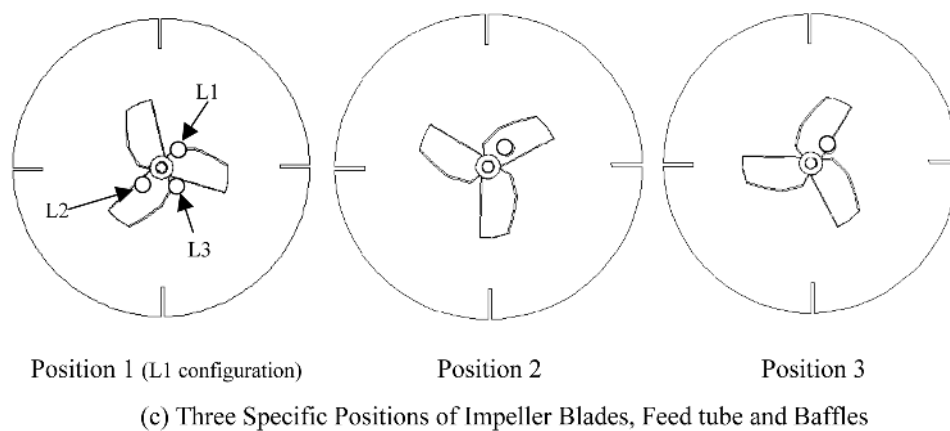 L1
L2
L3
Position 1 (L1 configuration)
Position 2
Position 3
(c) Three Specific Positions of Impeller Blades, Feed tube and Baffles